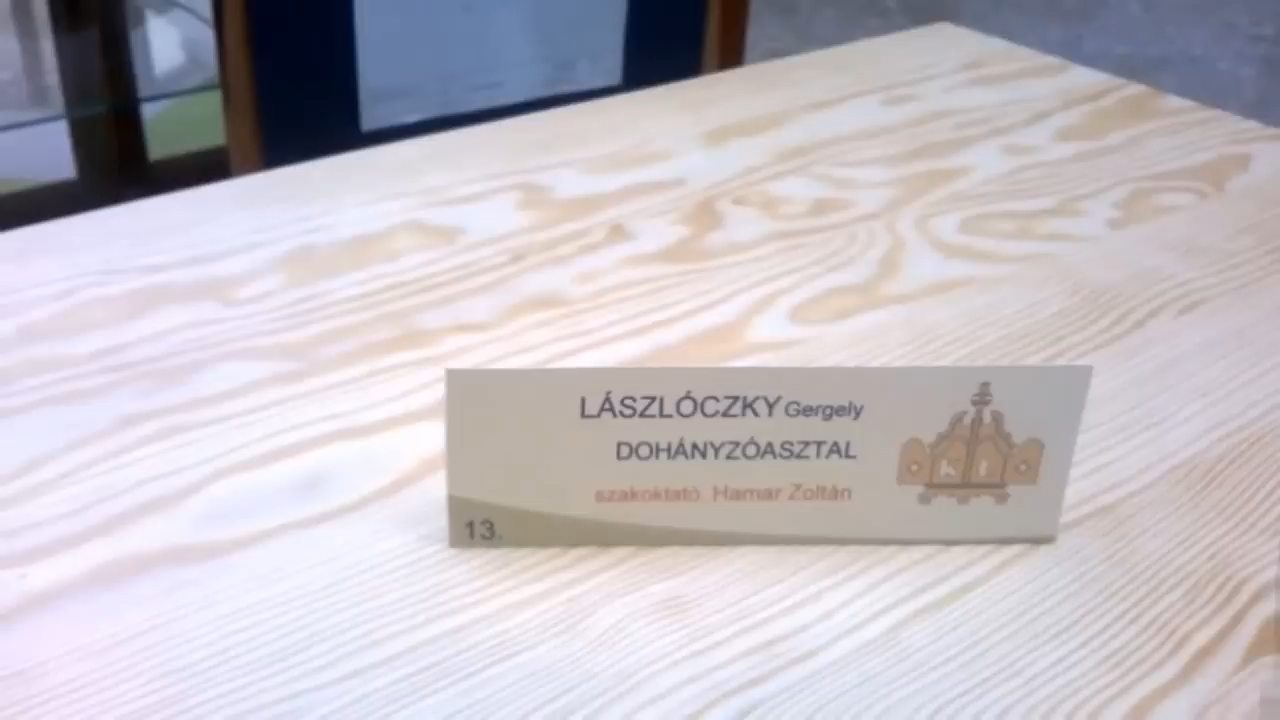 LÁSZLÓCZKY Gergely
DOHÁNYZÓASZTAL
szakoktató: Hamar Zoltán
K I
13.